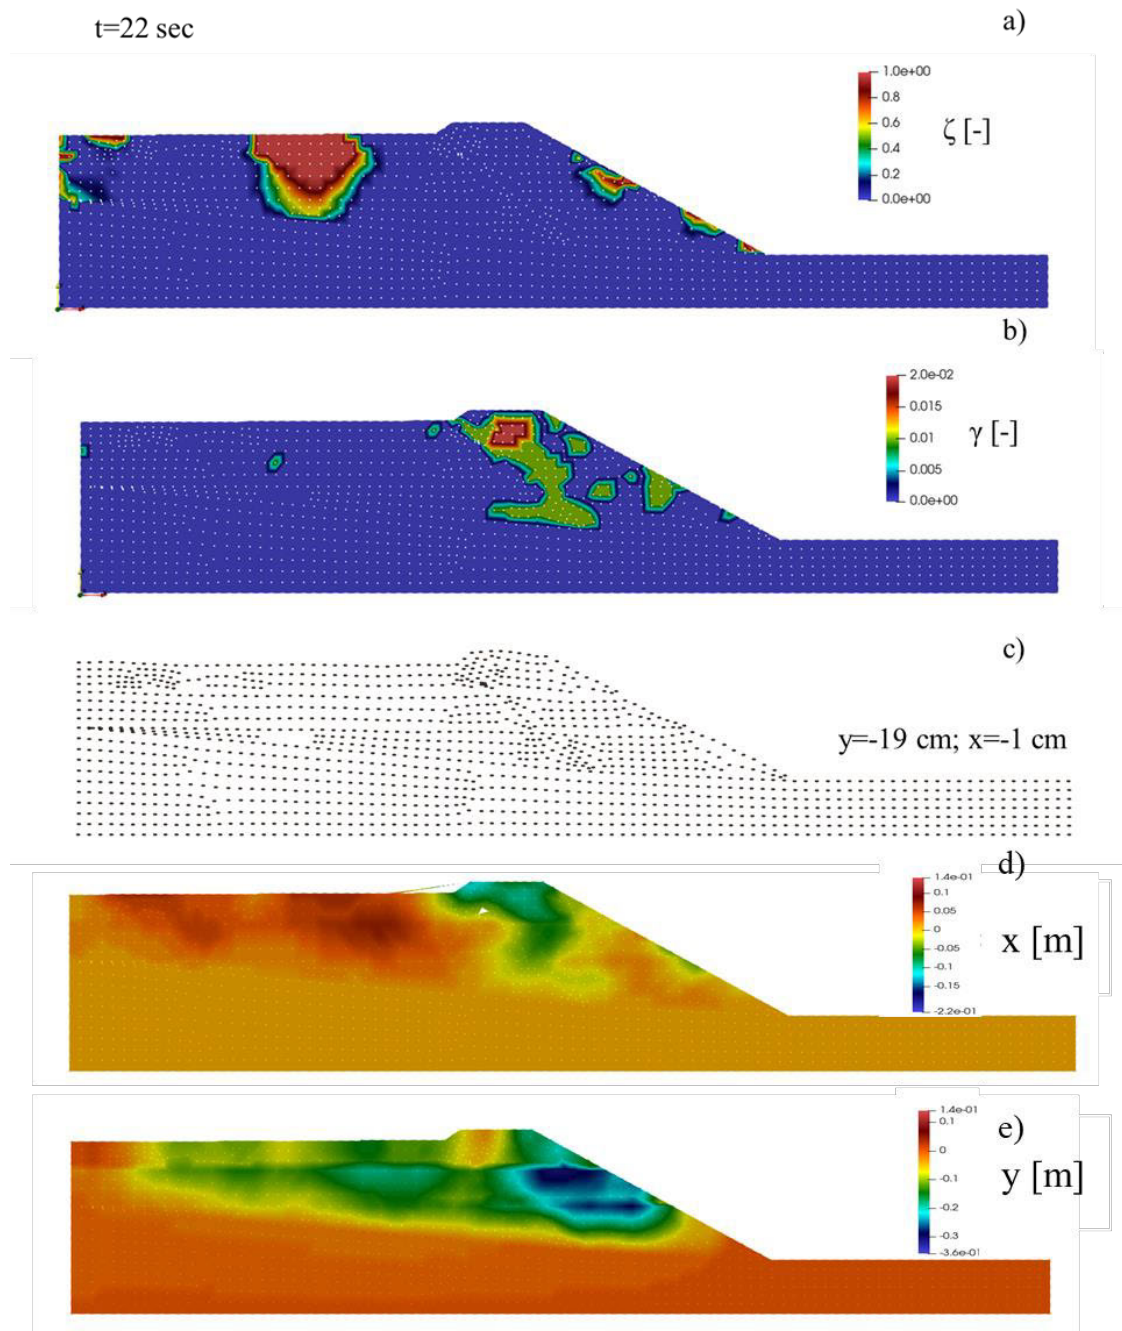 t=22 sec
a)
1.0e+00
0.8
0.6
0.4
0.2
0.0e+00
ζ [-]
b)
2.0e-02
0.015
0.01
0.005
0.0e+00
γ [-]
c)
y=-19 cm; x=-1 cm
d)
1.4e-01
0.1
0.05
0
-0.05
-0.1
-0.15
-2.2e-01
x [m]
e)
1.4e-01
0.1
0
-0.1
-0.2
-0.3
-3.6e-01
y [m]